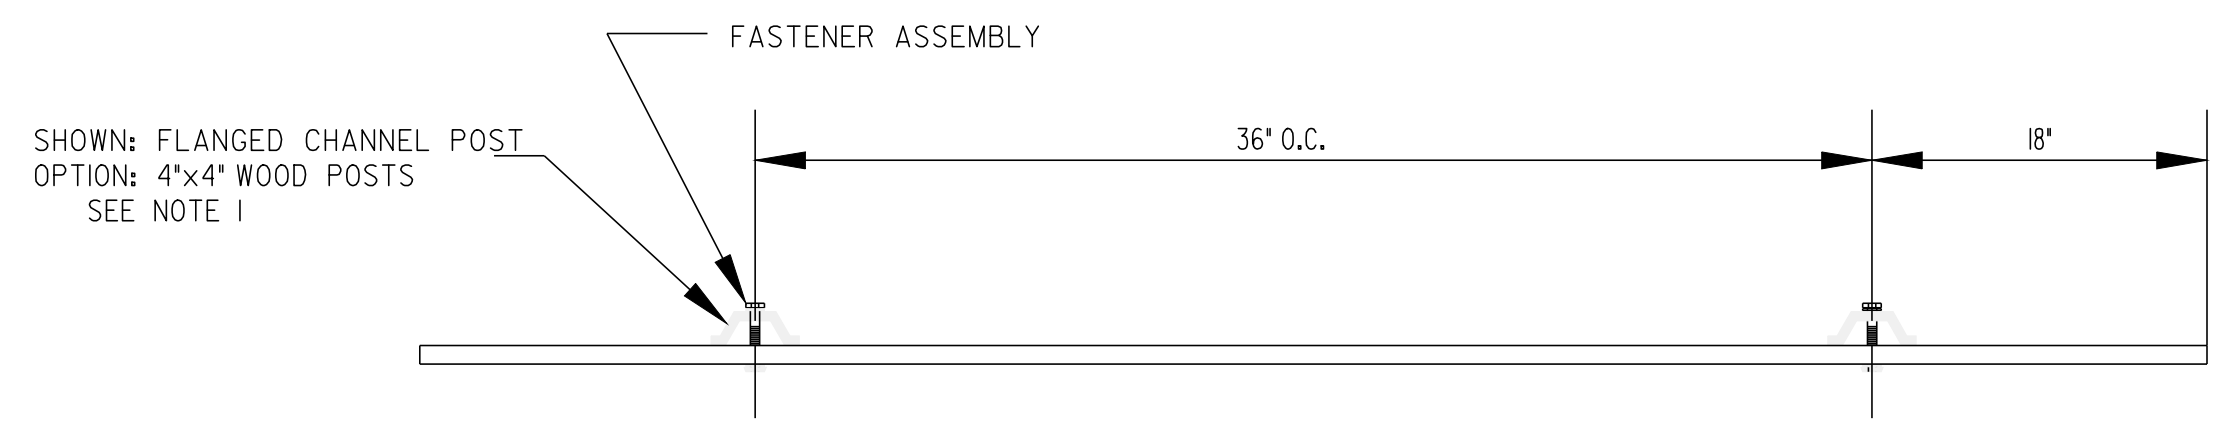 FASTENER ASSEMBLY
SHOWN: FLANGED CHANNEL POST
OPTION: 4"x4" WOOD POSTS
SEE NOTE 1
36" O.C.
18"